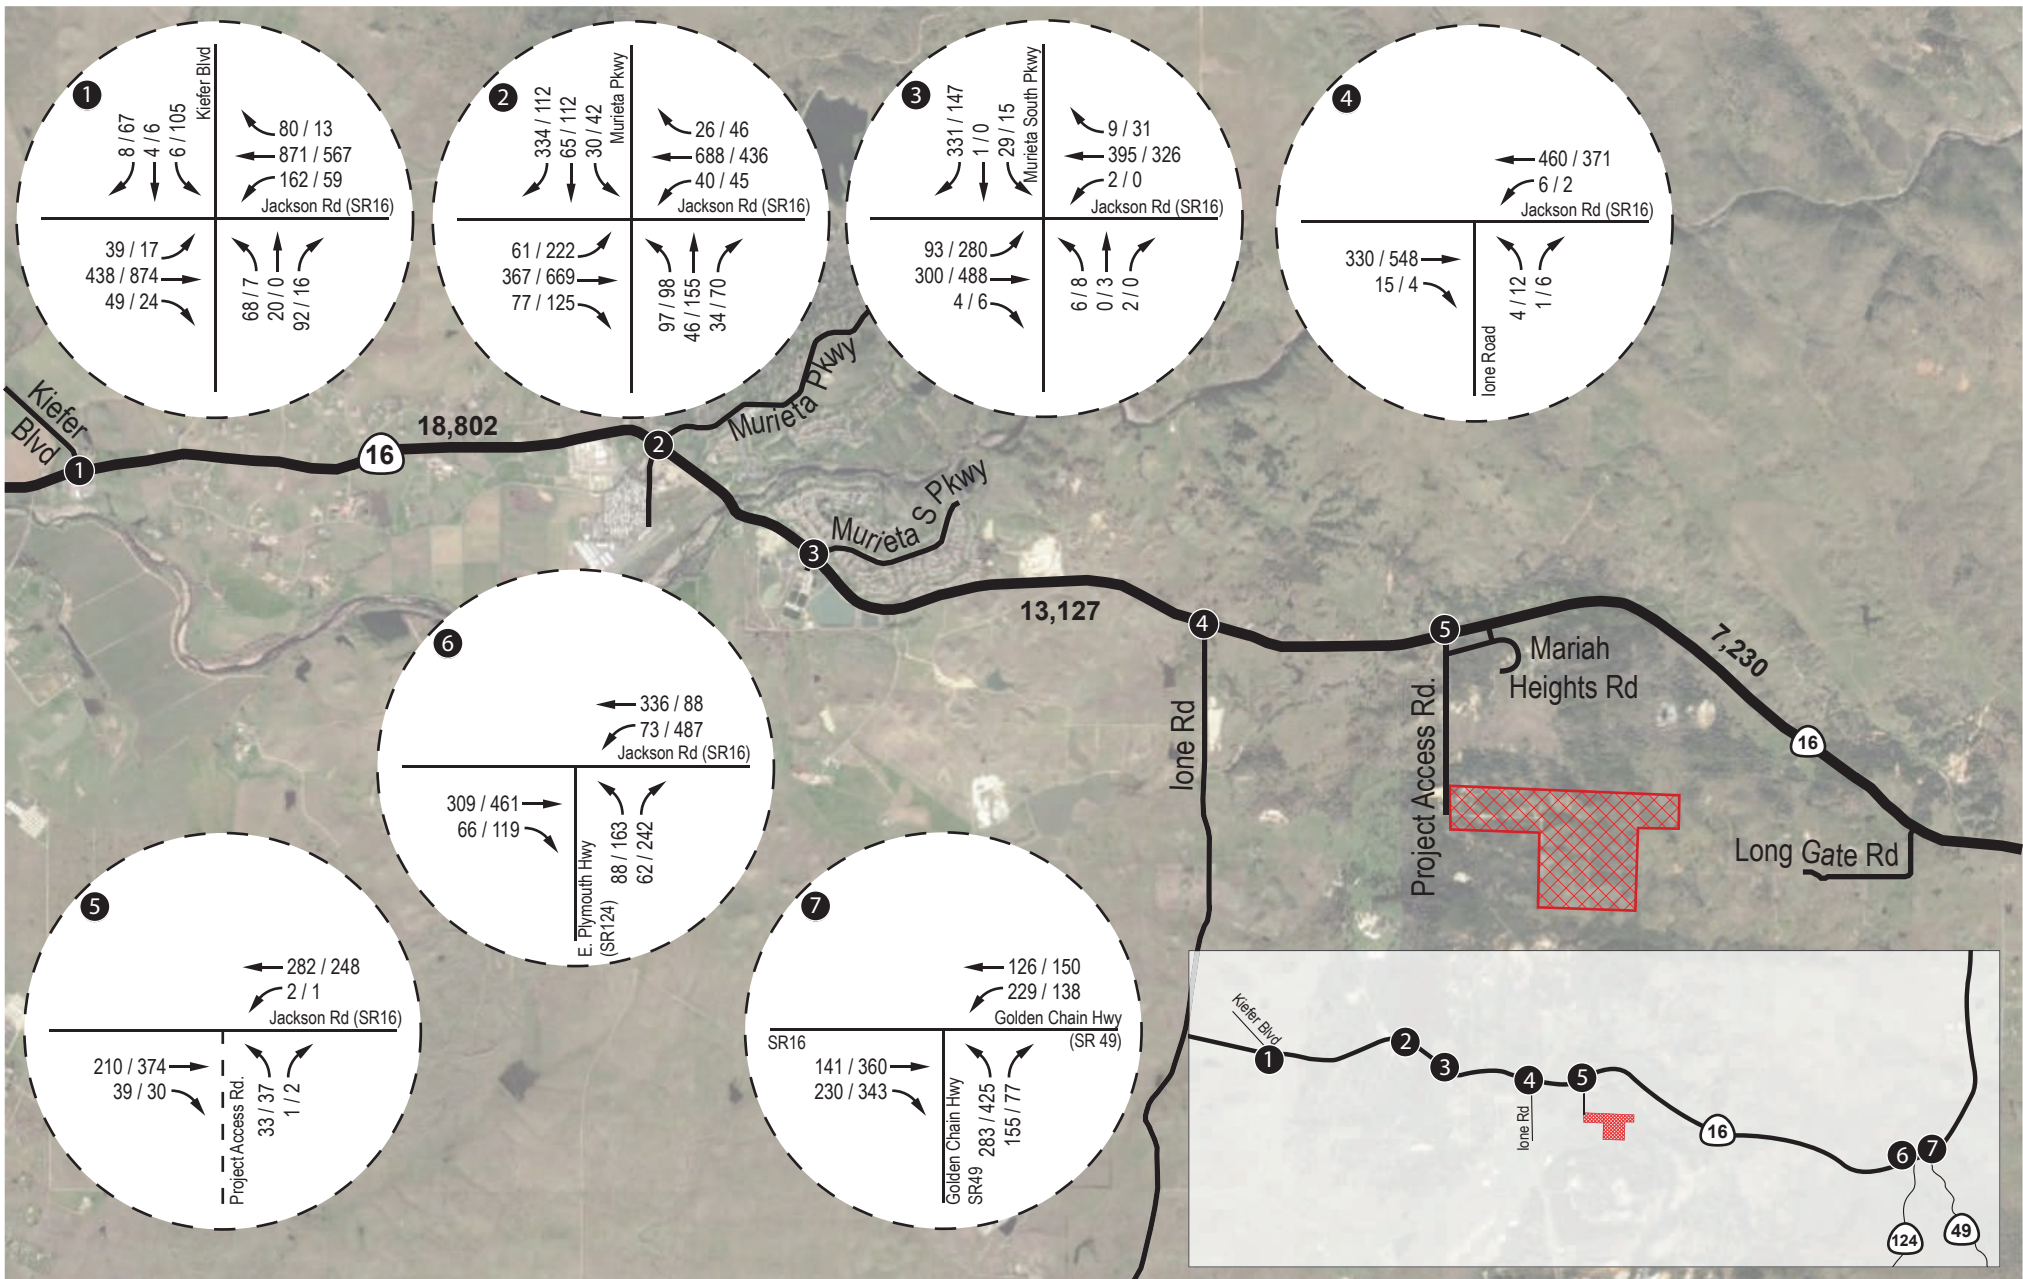 1
Kiefer Blvd
8 / 67
4 / 6
6 / 105
80 / 13
871 / 567
162 / 59
Jackson Rd (SR16)
39 / 17
438 / 874
49 / 24
68 / 7
20 / 0
92 / 16
2
Murieta Pkwy
334 / 112
65 / 112
30 / 42
26 / 46
688 / 436
40 / 45
Jackson Rd (SR16)
61 / 222
367 / 669
77 / 125
97 / 98
46 / 155
34 / 70
3
Murieta South Pkwy
331 / 147
1 / 0
29 / 15
9 / 31
395 / 326
2 / 0
Jackson Rd (SR16)
93 / 280
300 / 488
4 / 6
6 / 8
0 / 3
2 / 0
4
460 / 371
6 / 2
Jackson Rd (SR16)
330 / 548
15 / 4
4 / 12
1 / 6
Ione Road
Kiefer
Blvd
1
16
18,802
2
Murieta Pkwy
3
Murieta S Pkwy
13,127
4
Ione Rd
5
Project Access Rd.
Mariah
Heights Rd
7,230
16
Long Gate Rd
6
336 / 88
73 / 487
Jackson Rd (SR16)
309 / 461
66 / 119
88 / 163
62 / 242
E. Plymouth Hwy
(SR124)
5
282 / 248
2 / 1
Jackson Rd (SR16)
210 / 374
39 / 30
33 / 37
1 / 2
Project Access Rd.
7
126 / 150
229 / 138
Golden Chain Hwy
(SR 49)
SR16
141 / 360
230 / 343
283 / 425
155 / 77
Golden Chain Hwy
SR49
Kiefer Blvd
1
2
3
4
5
Ione Rd
16
6
7
124
49